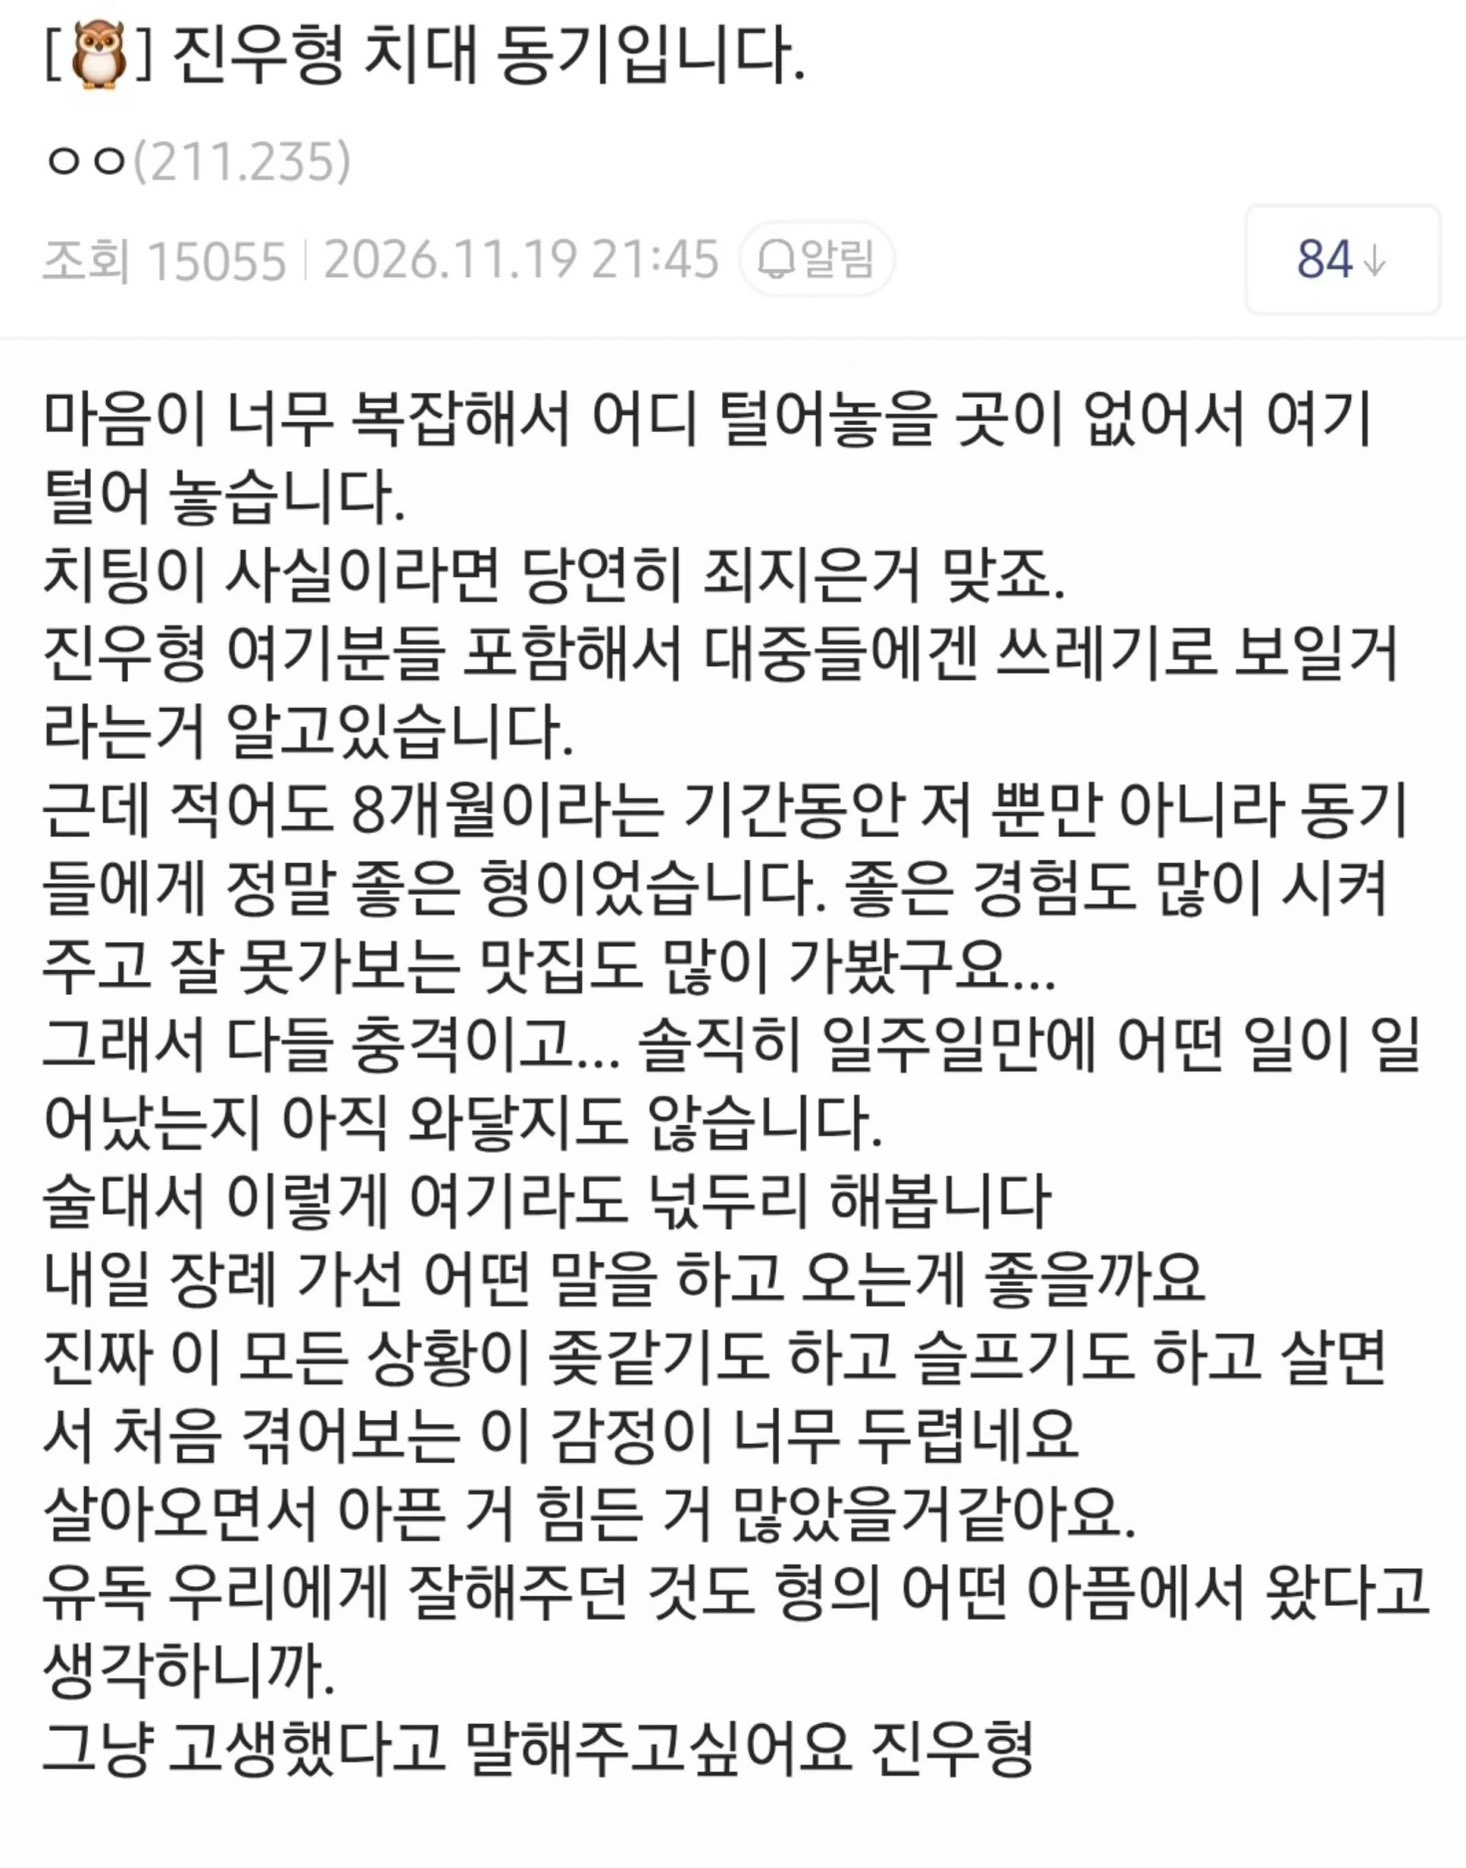 [🦉] 진우형 치대 동기입니다.
ㅇㅇ(211.235)
조회 15055 | 2026.11.19 21:45 알림
84↓
마음이 너무 복잡해서 어디 털어놓을 곳이 없어서 여기
털어 놓습니다.
치팅이 사실이라면 당연히 죄지은거 맞죠.
진우형 여기분들 포함해서 대중들에겐 쓰레기로 보일거
라는거 알고있습니다.
근데 적어도 8개월이라는 기간동안 저 뿐만 아니라 동기
들에게 정말 좋은 형이었습니다. 좋은 경험도 많이 시켜
주고 잘 못가보는 맛집도 많이 가봤구요...
그래서 다들 충격이고... 솔직히 일주일만에 어떤 일이 일
어났는지 아직 와닿지도 않습니다.
술대서 이렇게 여기라도 넋두리 해봅니다
내일 장례 가선 어떤 말을 하고 오는게 좋을까요
진짜 이 모든 상황이 좆같기도 하고 슬프기도 하고 살면
서 처음 겪어보는 이 감정이 너무 두렵네요
살아오면서 아픈 거 힘든 거 많았을거같아요.
유독 우리에게 잘해주던 것도 형의 어떤 아픔에서 왔다고
생각하니까.
그냥 고생했다고 말해주고싶어요 진우형